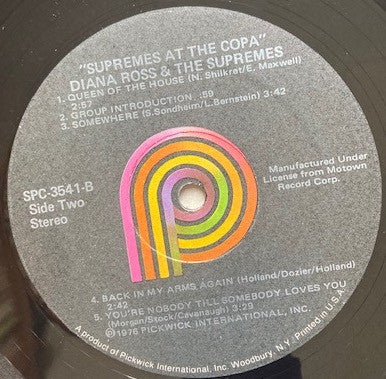 "SUPREMES AT THE COPA"
DIANA ROSS & THE SUPREMES
1. QUEEN OF THE HOUSE (N. Shilkret/E. Maxwell)
2:57
2. GROUP INTRODUCTION. :59
3. SOMEWHERE (S.Sondheim/L.Bernstein) 3:42
SPC-3541-B
Side Two
Stereo
Manufactured Under
License from Motown
Record Corp.
4. BACK IN MY ARMS AGAIN (Holland/Dozier/Holland)
2:42
5. YOU'RE NOBODY TILL SOMEBODY LOVES YOU
(Morgan/Stock/Cavanaugh) 3:29
©1976 PICKWICK INTERNATIONAL, INC.
A product of Pickwick International, Inc. Woodbury, N.Y. Printed in U.S.A.